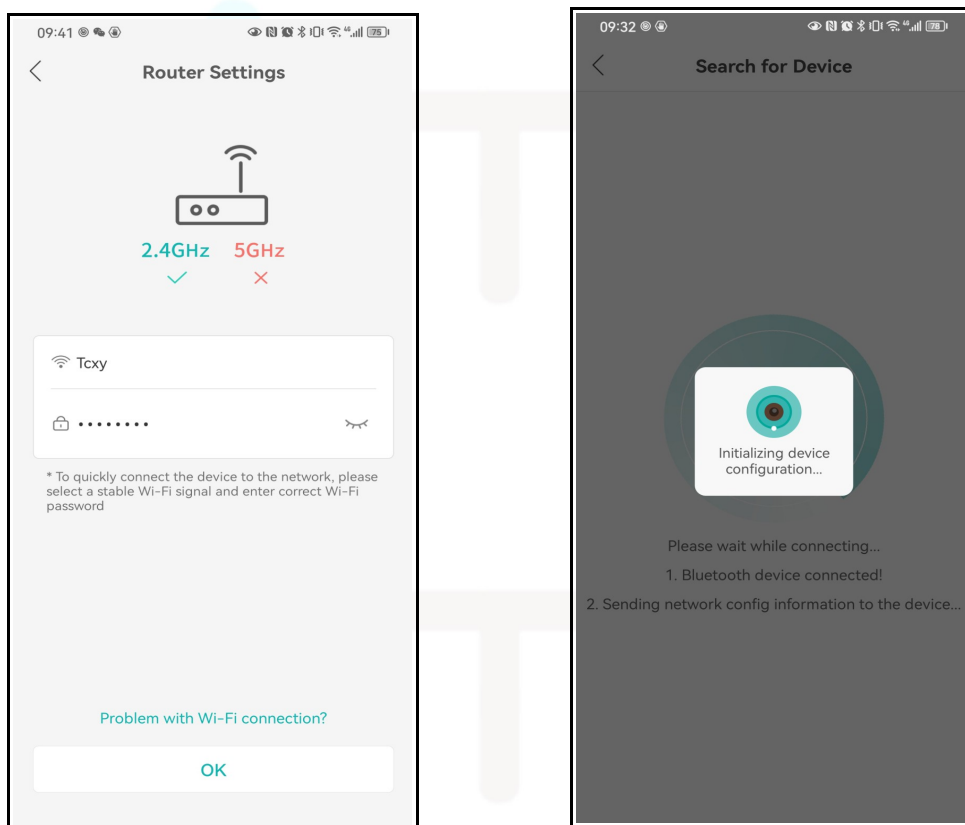 09:41
75
Router Settings
2.4GHz 5GHz
Tcxy
* To quickly connect the device to the network, please
select a stable Wi-Fi signal and enter correct Wi-Fi
password
Problem with Wi-Fi connection?
OK
09:32
78
Search for Device
Initializing device
configuration...
Please wait while connecting...
1. Bluetooth device connected!
2. Sending network config information to the device...